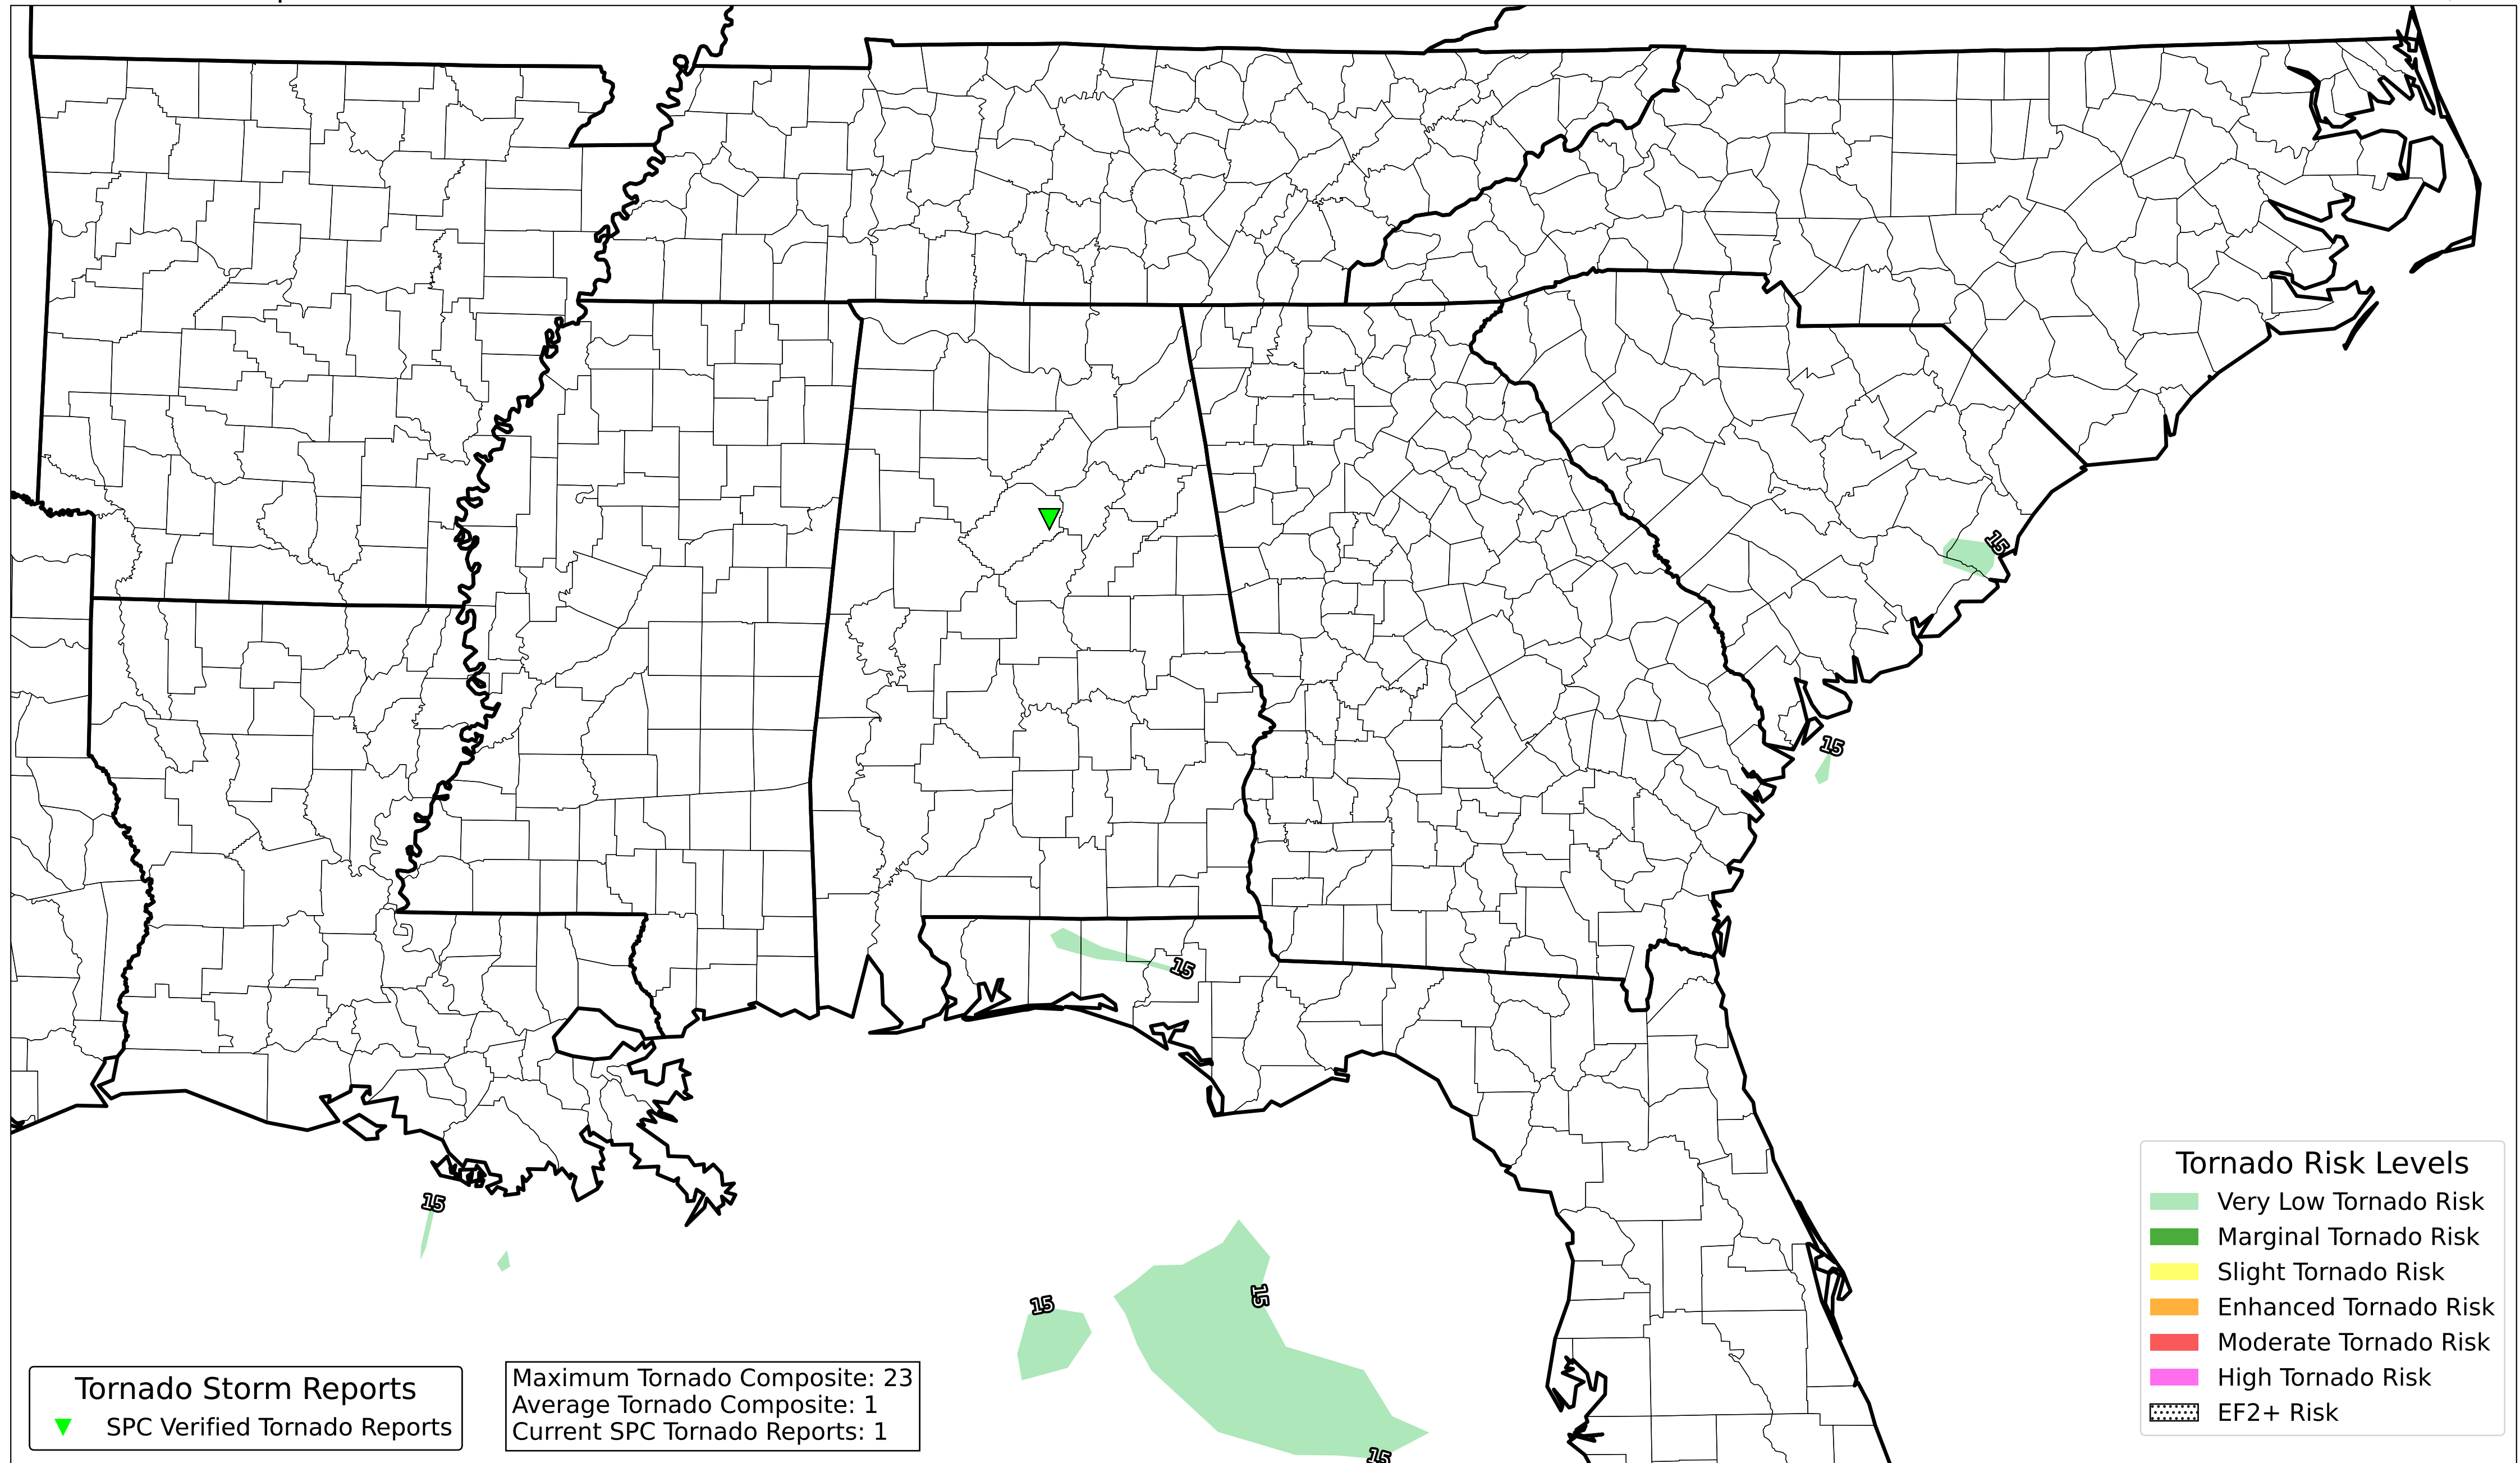 15
15
15
15
15
15
15
Tornado Risk Levels
Very Low Tornado Risk
Marginal Tornado Risk
Slight Tornado Risk
Enhanced Tornado Risk
Moderate Tornado Risk
High Tornado Risk
EF2+ Risk
Tornado Storm Reports
SPC Verified Tornado Reports
Maximum Tornado Composite: 23
Average Tornado Composite: 1
Current SPC Tornado Reports: 1